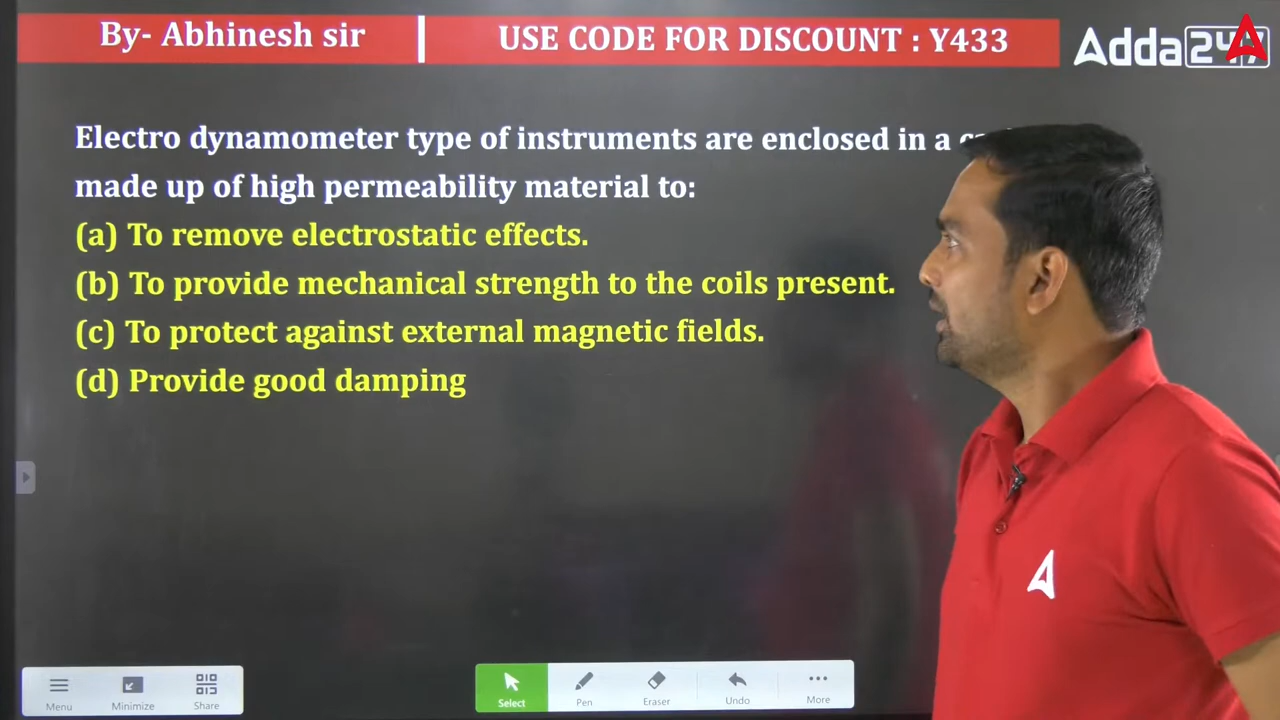 By- Abhinesh sir
USE CODE FOR DISCOUNT : Y433
Adda247
Electro dynamometer type of instruments are enclosed in a
made up of high permeability material to:
(a) To remove electrostatic effects.
(b) To provide mechanical strength to the coils present.
(c) To protect against external magnetic fields.
(d) Provide good damping
Menu
Minimize
Share
Select
Pen
Eraser
Undo
More